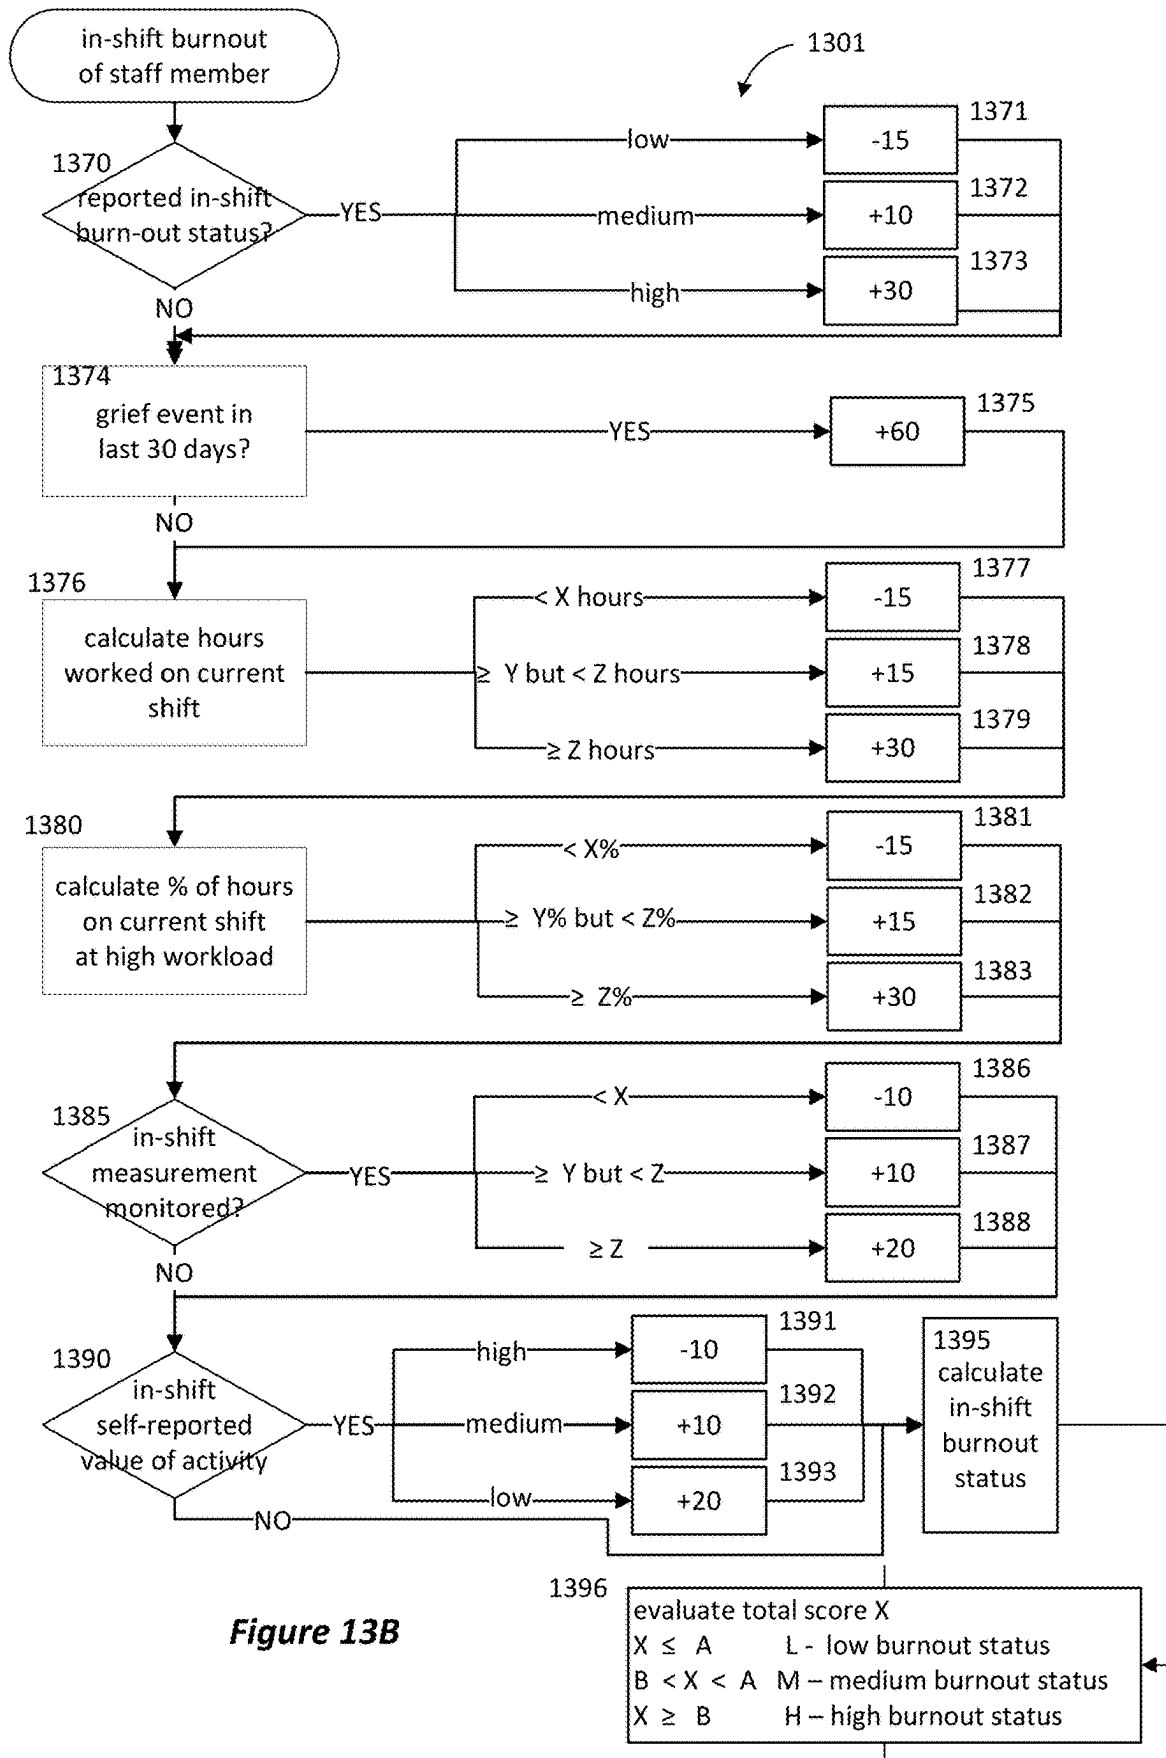 in-shift burnout
of staff member
1301
1370
reported in-shift
burn-out status?
YES
low
-15
1371
medium
+10
1372
high
+30
1373
NO
1374
grief event in
last 30 days?
YES
+60
1375
NO
1376
calculate hours
worked on current
shift
< X hours
-15
1377
≥ Y but < Z hours
+15
1378
≥ Z hours
+30
1379
1380
calculate % of hours
on current shift
at high workload
< X%
-15
1381
≥ Y% but < Z%
+15
1382
≥ Z%
+30
1383
1385
in-shift
measurement
monitored?
YES
< X
-10
1386
≥ Y but < Z
+10
1387
≥ Z
+20
1388
NO
1390
in-shift
self-reported
value of activity
YES
high
-10
1391
medium
+10
1392
low
+20
1393
NO
1395
calculate
in-shift
burnout
status
1396
evaluate total score X
X ≤ A L - low burnout status
B < X < A M – medium burnout status
X ≥ B H – high burnout status
Figure 13B